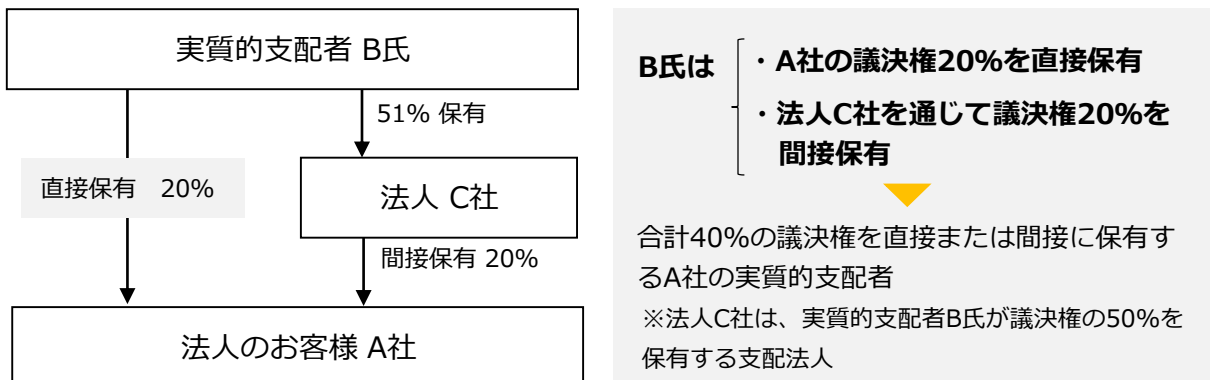 実質的支配者 B氏
51% 保有
直接保有　20%
法人 C社
間接保有 20%
法人のお客様 A社
B氏は
・A社の議決権20%を直接保有
・法人C社を通じて議決権20%を
間接保有
合計40%の議決権を直接または間接に保有す
るA社の実質的支配者
※法人C社は、実質的支配者B氏が議決権の50%を
保有する支配法人